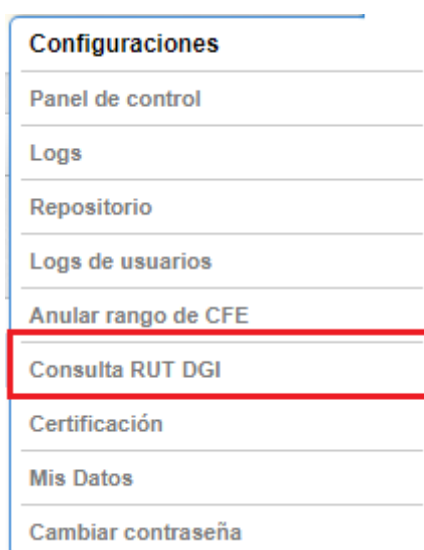 Configuraciones
Panel de control
Logs
Repositorio
Logs de usuarios
Anular rango de CFE
Consulta RUT DGI
Certificación
Mis Datos
Cambiar contraseña